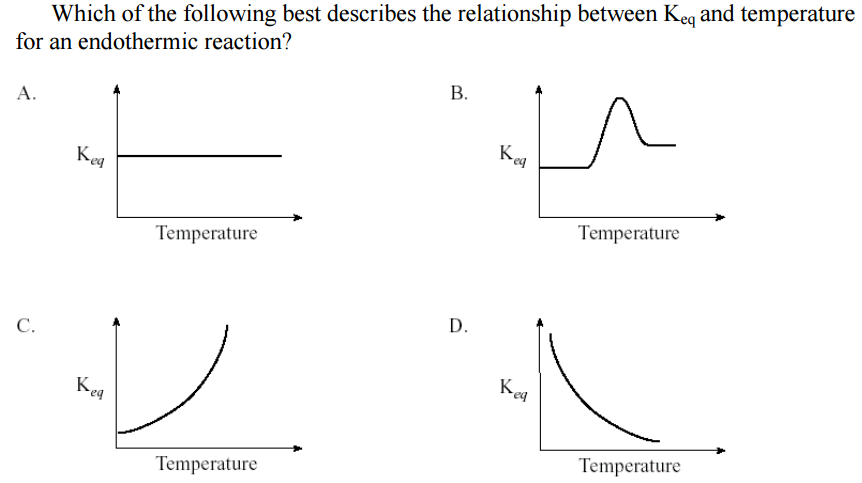 Which of the following best describes the relationship between Keq and temperature
for an endothermic reaction?
A.
Keq
Temperature
B.
Keq
Temperature
C.
Keq
Temperature
D.
Keq
Temperature